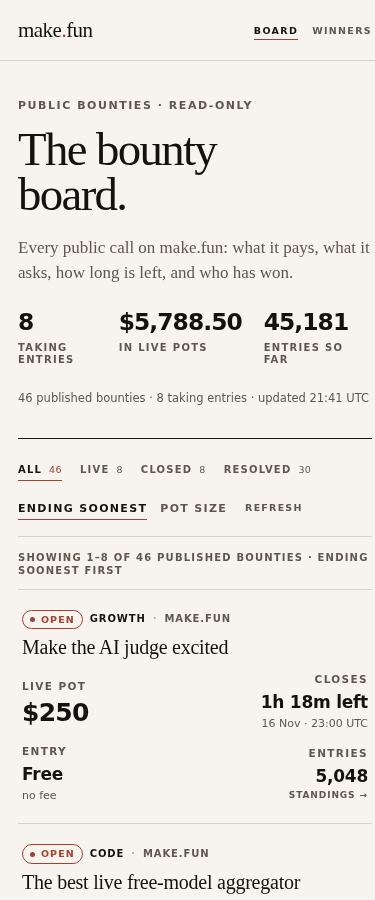 make.fun
BOARD WINNERS
PUBLIC BOUNTIES · READ-ONLY
The bounty
board.
Every public call on make.fun: what it pays, what it
asks, how long is left, and who has won.
8 $5,788.50 45,181
TAKING ENTRIES IN LIVE POTS ENTRIES SO FAR
46 published bounties · 8 taking entries · updated 21:41 UTC
ALL 46 LIVE 8 CLOSED 8 RESOLVED 30
ENDING SOONEST POT SIZE REFRESH
SHOWING 1–8 OF 46 PUBLISHED BOUNTIES · ENDING
SOONEST FIRST
OPEN GROWTH · MAKE.FUN
Make the AI judge excited
LIVE POT
$250
CLOSES
1h 18m left
16 Nov · 23:00 UTC
ENTRY
Free
no fee
ENTRIES
5,048
STANDINGS →
OPEN CODE · MAKE.FUN
The best live free-model aggregator